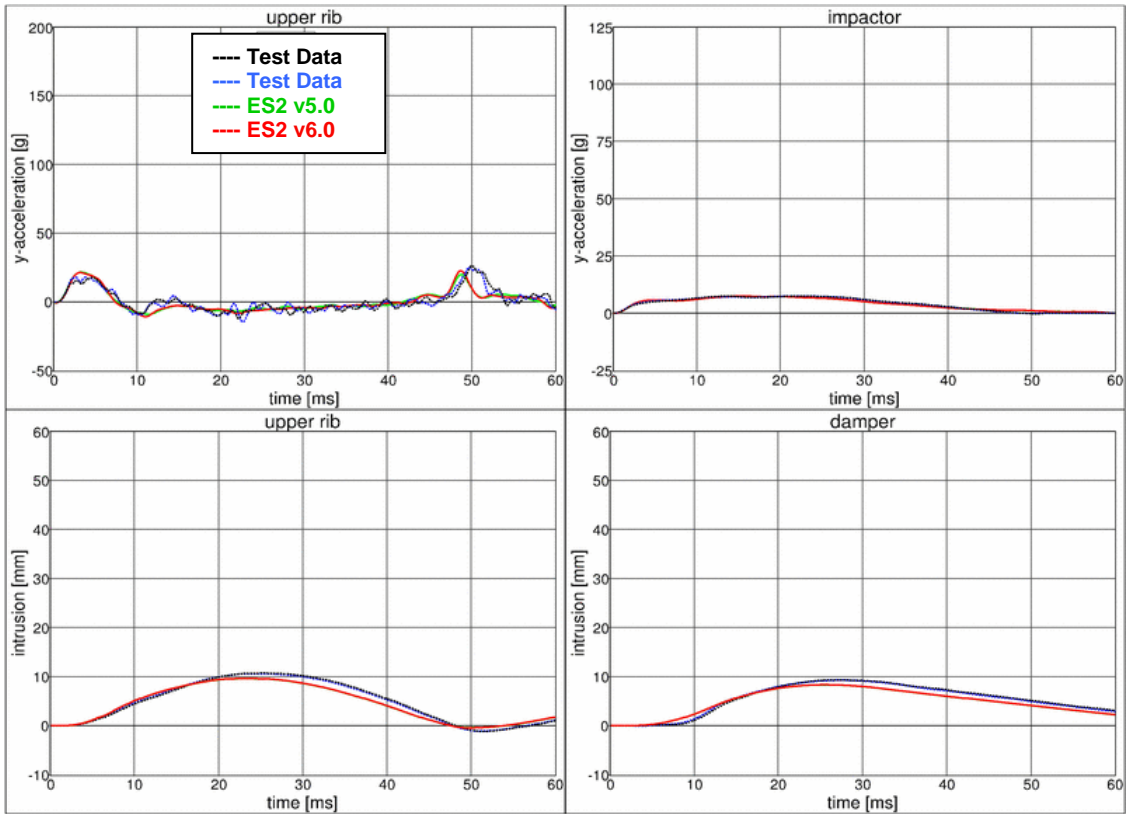 upper rib
200
150
100
50
0
-50
y-acceleration [g]
---- Test Data
---- Test Data
---- ES2 v5.0
---- ES2 v6.0
0 10 20 30 40 50 60
time [ms]
impactor
125
100
75
50
25
0
-25
y-acceleration [g]
0 10 20 30 40 50 60
time [ms]
upper rib
60
50
40
30
20
10
0
-10
intrusion [mm]
0 10 20 30 40 50 60
time [ms]
damper
60
50
40
30
20
10
0
-10
intrusion [mm]
0 10 20 30 40 50 60
time [ms]